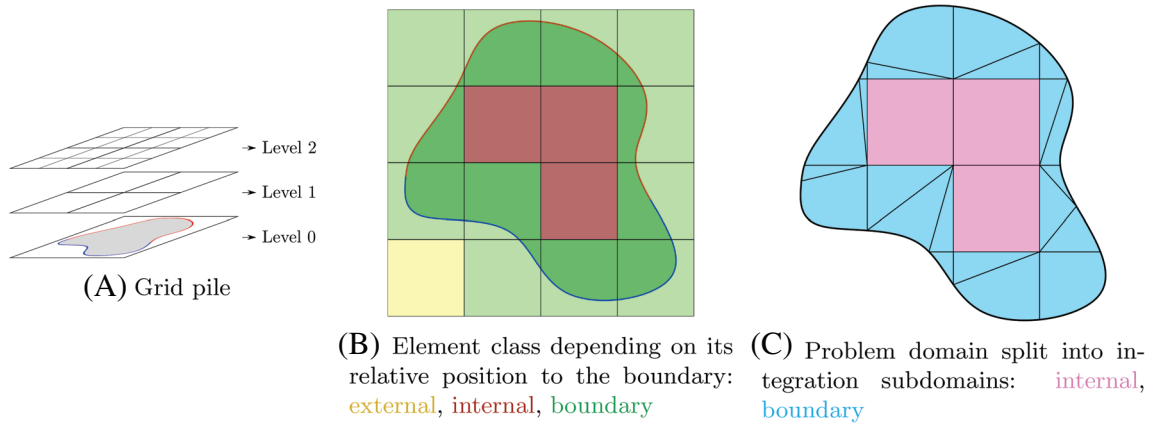 Level 2
Level 1
Level 0
(A) Grid pile
(B) Element class depending on its
relative position to the boundary:
external, internal, boundary
(C) Problem domain split into in-
tegration subdomains: internal,
boundary